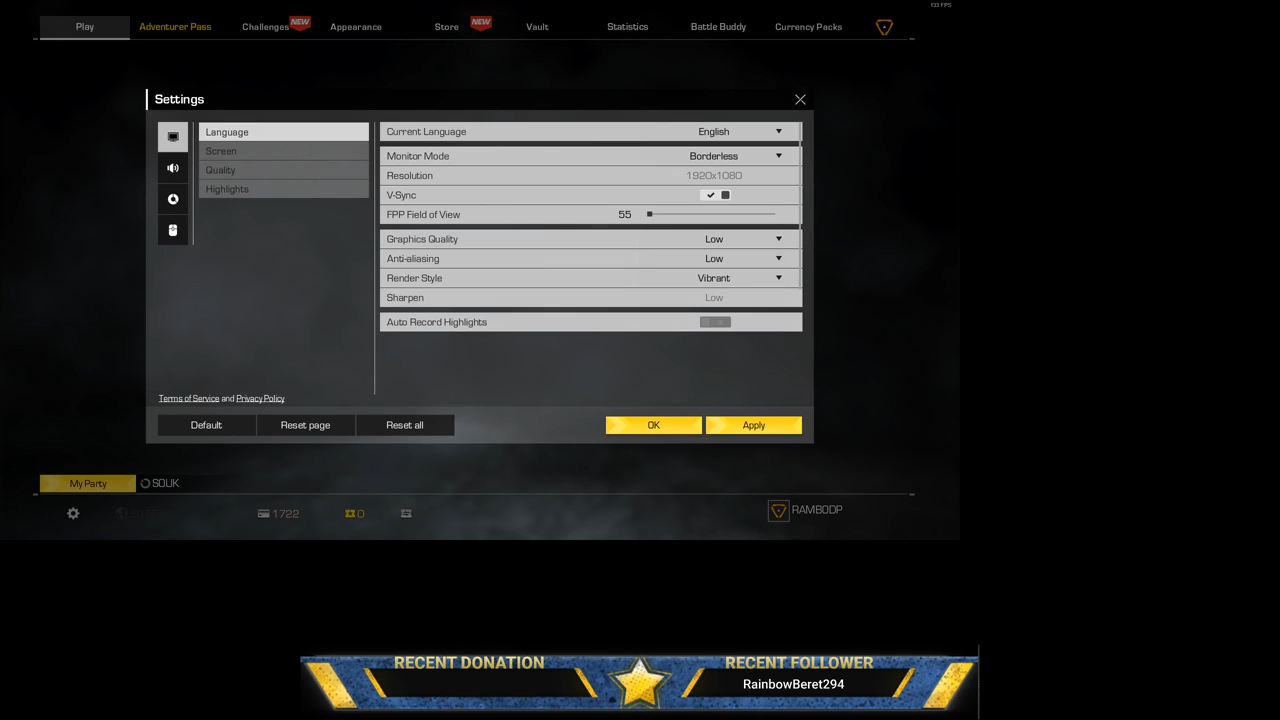 133 FPS
Play Adventurer Pass Challenges NEW Appearance Store NEW Vault Statistics Battle Buddy Currency Packs
Settings
Language
Screen
Quality
Highlights
Current Language English
Monitor Mode Borderless
Resolution 1920x1080
V-Sync
FPP Field of View 55
Graphics Quality Low
Anti-aliasing Low
Render Style Vibrant
Sharpen Low
Auto Record Highlights
Terms of Service and Privacy Policy
Default Reset page Reset all OK Apply
My Party SOUK
1722 0 RAMBODP
RECENT DONATION RECENT FOLLOWER
RainbowBeret294